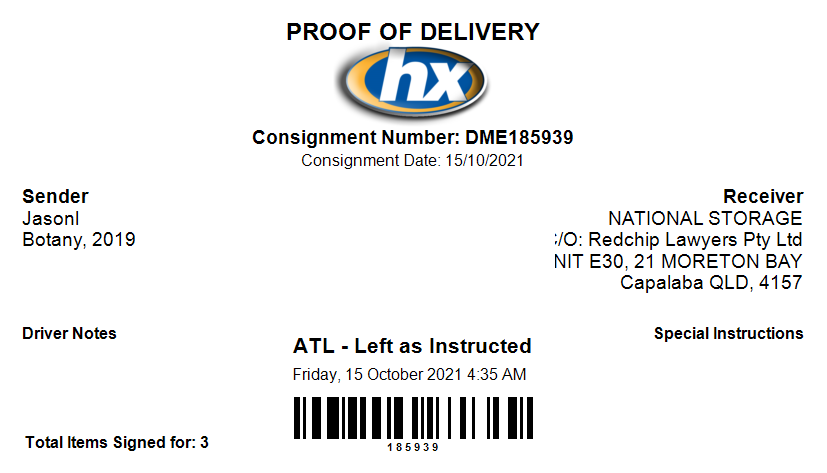 PROOF OF DELIVERY
hx
Consignment Number: DME185939
Consignment Date: 15/10/2021
Sender
Jasonl
Botany, 2019
Receiver
NATIONAL STORAGE
/O: Redchip Lawyers Pty Ltd
NIT E30, 21 MORETON BAY
Capalaba QLD, 4157
Driver Notes
Special Instructions
ATL - Left as Instructed
Friday, 15 October 2021 4:35 AM
185939
Total Items Signed for: 3